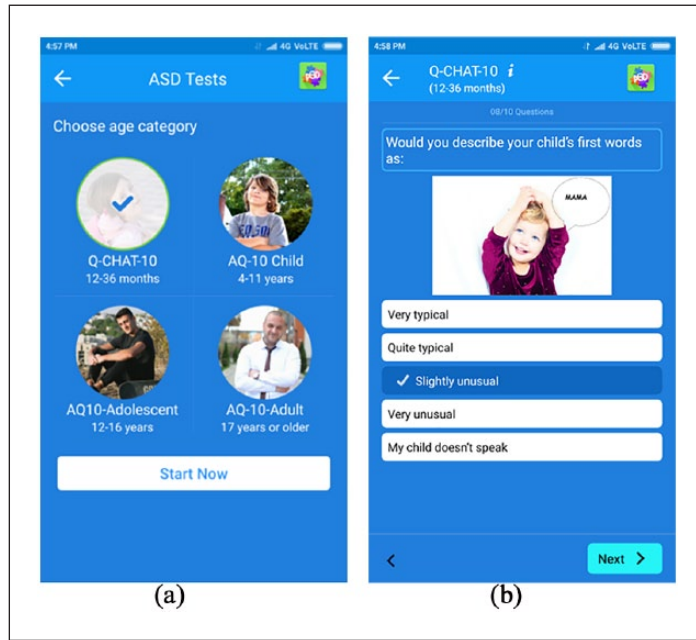 4:57 PM
4G VoLTE
ASD Tests
Choose age category
Q-CHAT-10
12-36 months
AQ-10 Child
4-11 years
AQ10-Adolescent
12-16 years
AQ-10-Adult
17 years or older
Start Now
(a)
4:58 PM
4G VoLTE
Q-CHAT-10 i
(12-36 months)
08/10 Questions
Would you describe your child's first words
as:
MAMA
Very typical
Quite typical
Slightly unusual
Very unusual
My child doesn't speak
Next
(b)